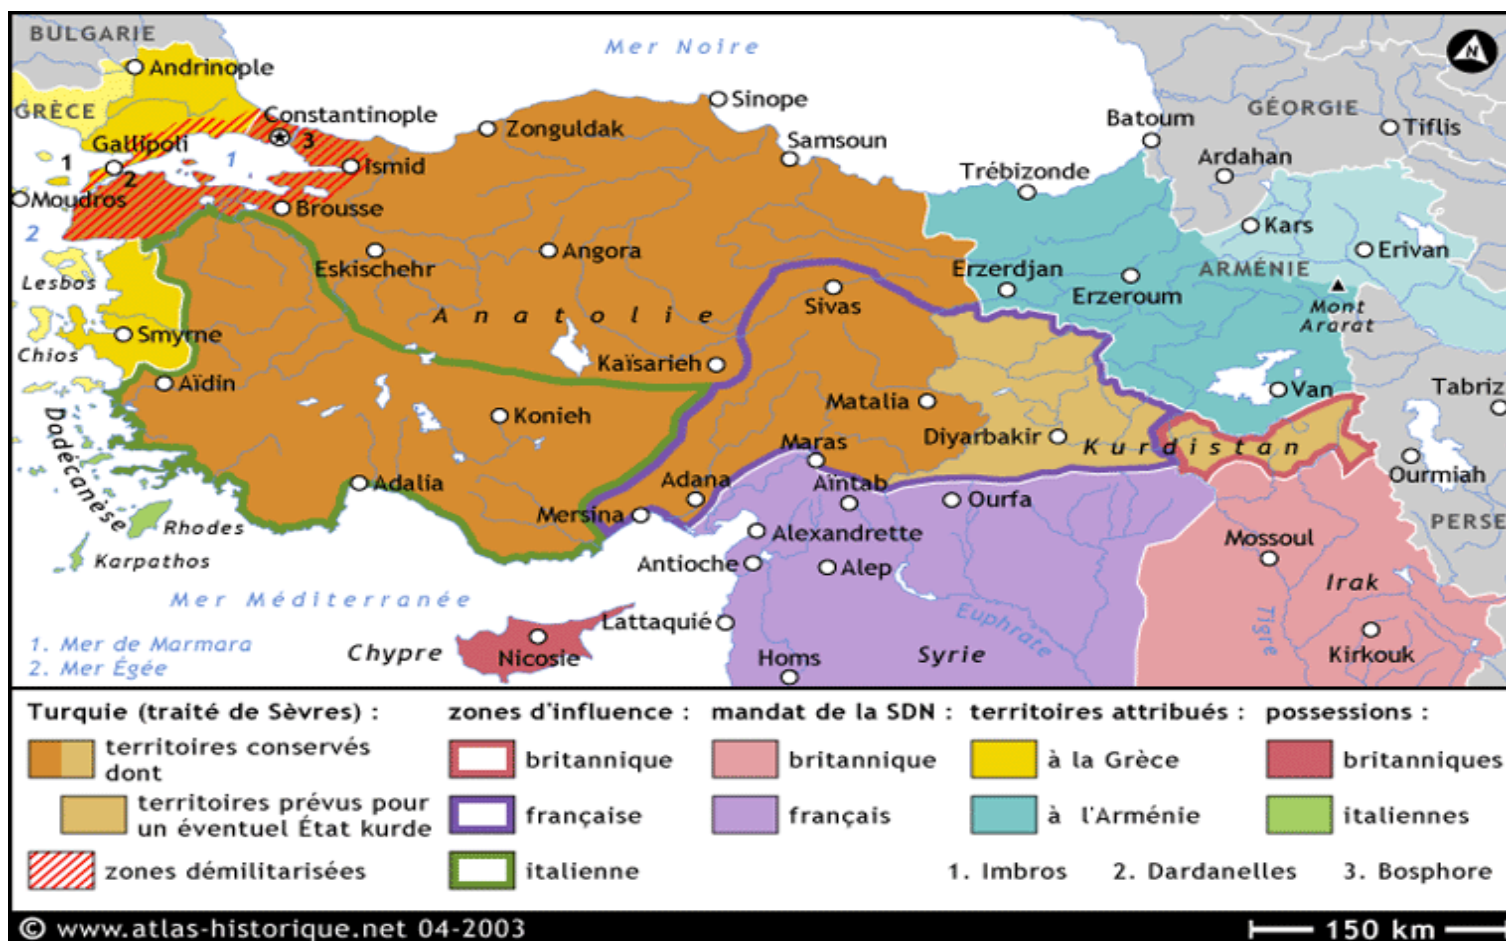 BULGARIE
Mer Noire
N
Andrinople
Sinope
GRÈCE
Constantinople
Zonguldak
Batoum
GÉORGIE
Tiflis
Gallipoli
3
Samsoun
1
1
Ismid
Ardahan
2
Trébizonde
Moudros
Brousse
Kars
2
Eskischehr
Angora
Erivan
Lesbos
Erzerdjan
ARMÉNIE
Erzeroum
Sivas
Mont
Ararat
Anatolie
Smyrne
Chios
Kaïsarieh
Aïdin
Van
Tabriz
Konieh
Matalia
Dodécanèse
Diyarbakir
Kurdistan
Maras
Ourmiah
Adalia
Adana
Aïntab
Ourfa
Mersina
Rhodes
PERSE
Alexandrette
Mossoul
Karpathos
Antioche
Alep
Irak
Mer Méditerranée
Euphrate
Tigre
Lattaquié
1. Mer de Marmara
2. Mer Égée
Chypre
Nicosie
Homs
Syrie
Kirkouk
Turquie (traité de Sèvres) :
territoires conservés
dont
territoires prévus pour
un éventuel État kurde
zones démilitarisées
zones d'influence :
britannique
française
italienne
mandat de la SDN :
britannique
français
territoires attribués :
à la Grèce
à l'Arménie
possessions :
britanniques
italiennes
1. Imbros 2. Dardanelles 3. Bosphore
© www.atlas-historique.net 04-2003
150 km